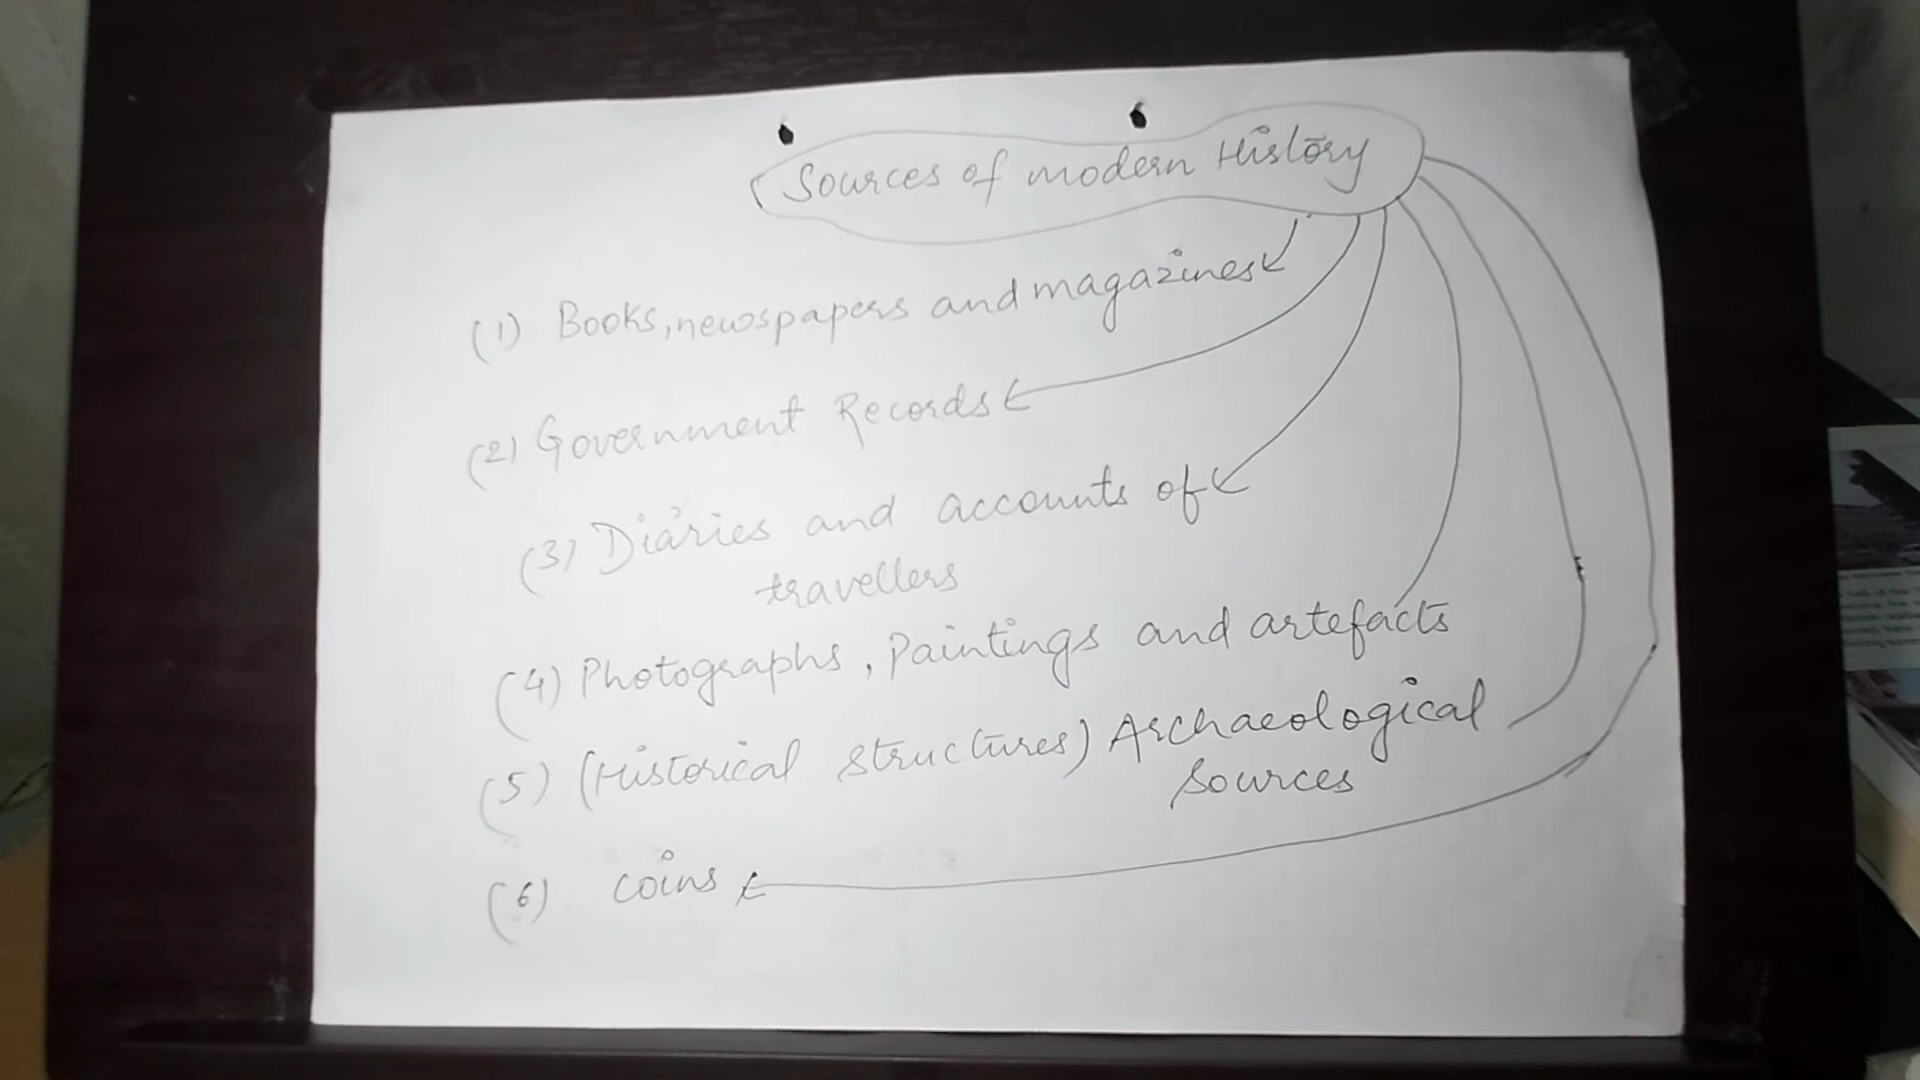 Sources of modern History
(1) Books, newspapers and magazines
(2) Government Records
(3) Diaries and accounts of
travellers
(4) Photographs, Paintings and artefacts
(5) (Historical structures) Archaeological
Sources
(6) coins